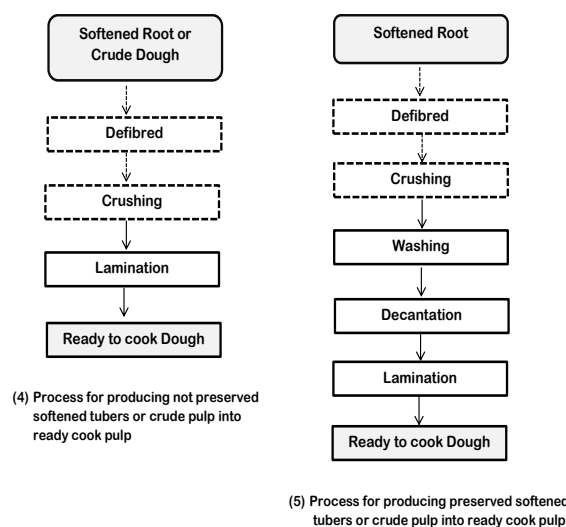 Softened Root or
Crude Dough
Defibred
Crushing
Lamination
Ready to cook Dough
(4) Process for producing not preserved
softened tubers or crude pulp into
ready cook pulp
Softened Root
Defibred
Crushing
Washing
Decantation
Lamination
Ready to cook Dough
(5) Process for producing preserved softened
tubers or crude pulp into ready cook pulp